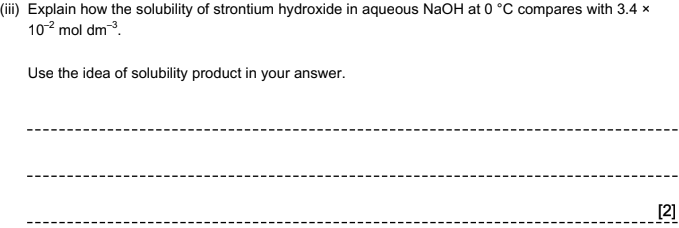 (iii) Explain how the solubility of strontium hydroxide in aqueous NaOH at 0 °C compares with 3.4 ×
10⁻² mol dm⁻³.
Use the idea of solubility product in your answer.
[2]